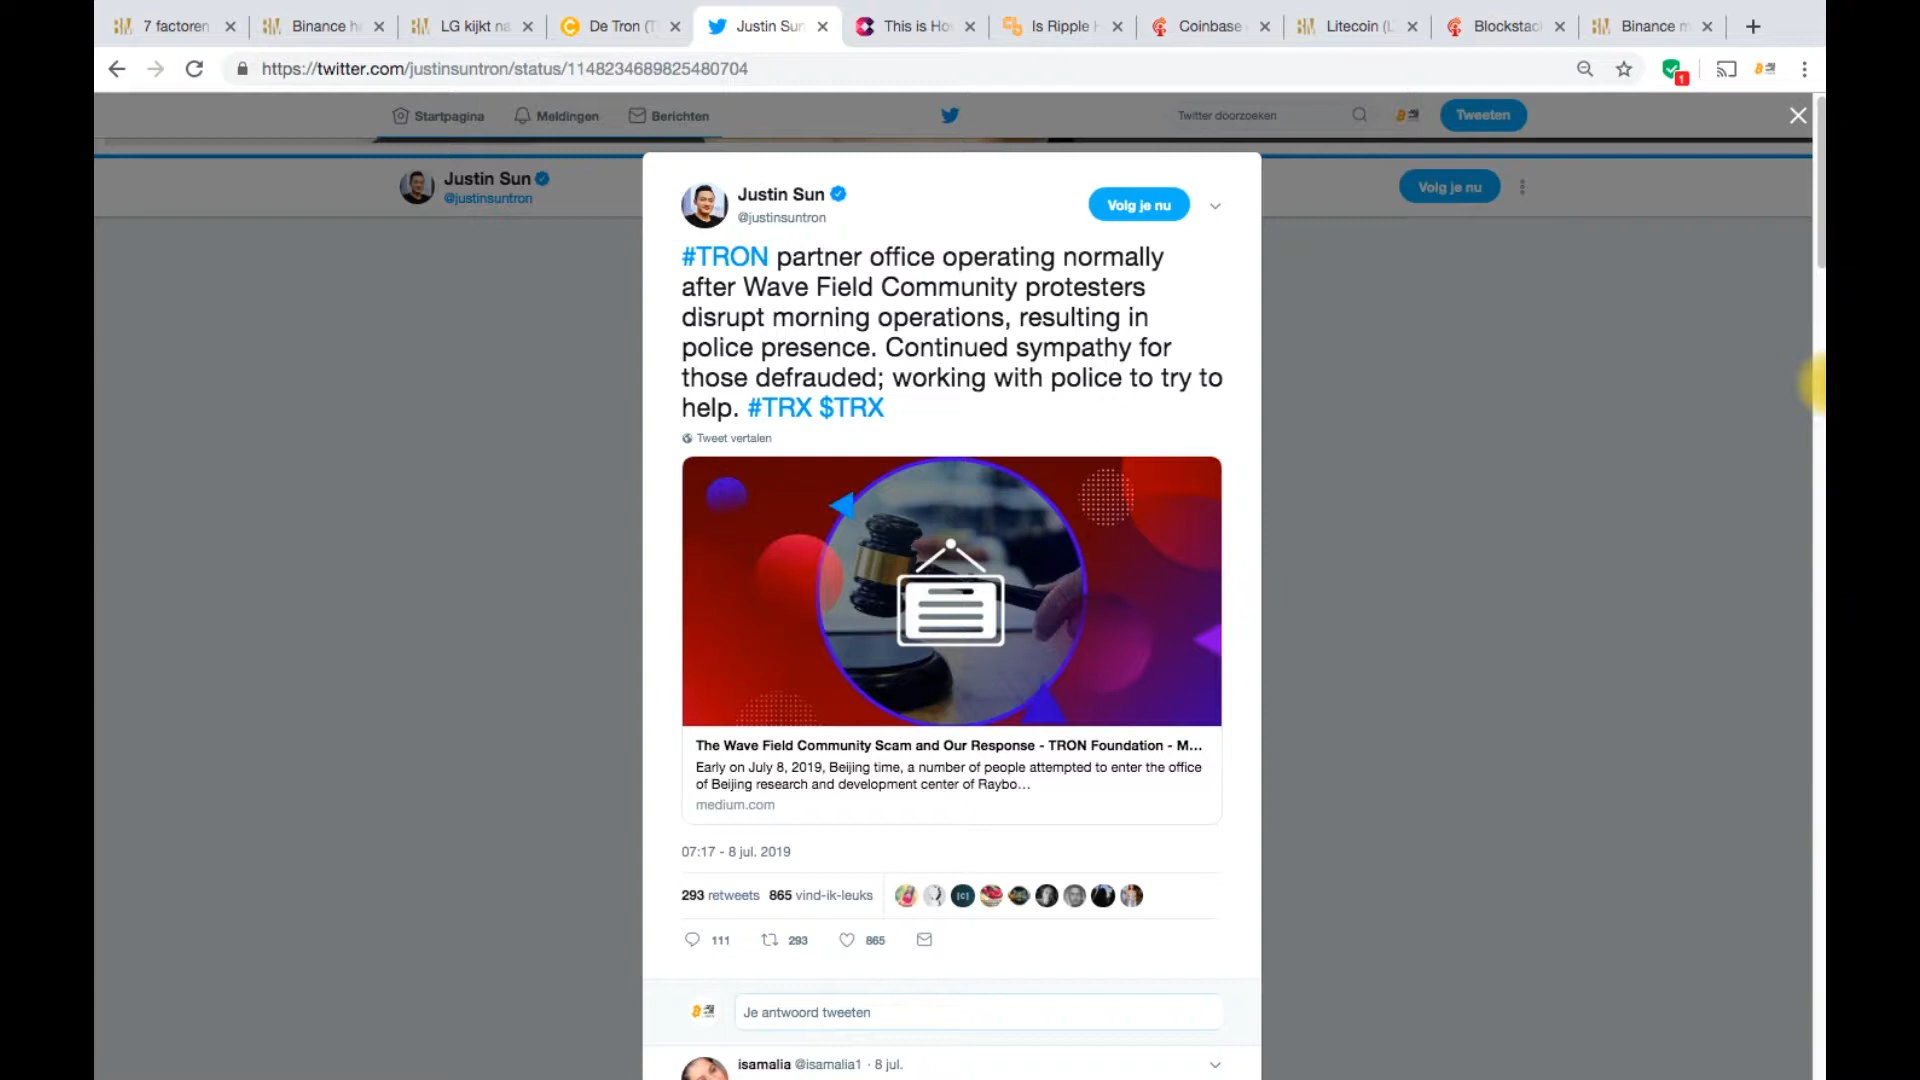 7 factoren
Binance h
LG kijkt na
De Tron (T
Justin Sun
This is Ho
Is Ripple
Coinbase
Litecoin (L
Blockstac
Binance m
https://twitter.com/justinsuntron/status/1148234689825480704
1
Startpagina
Meldingen
Berichten
Twitter doorzoeken
Tweeten
Justin Sun
@justinsuntron
Volg je nu
Justin Sun
@justinsuntron
Volg je nu
#TRON partner office operating normally
after Wave Field Community protesters
disrupt morning operations, resulting in
police presence. Continued sympathy for
those defrauded; working with police to try to
help. #TRX $TRX
Tweet vertalen
The Wave Field Community Scam and Our Response - TRON Foundation - M...
Early on July 8, 2019, Beijing time, a number of people attempted to enter the office
of Beijing research and development center of Raybo...
medium.com
07:17 - 8 jul. 2019
293 retweets 865 vind-ik-leuks
111 293 865
Je antwoord tweeten
isamalia @isamalia1 · 8 jul.